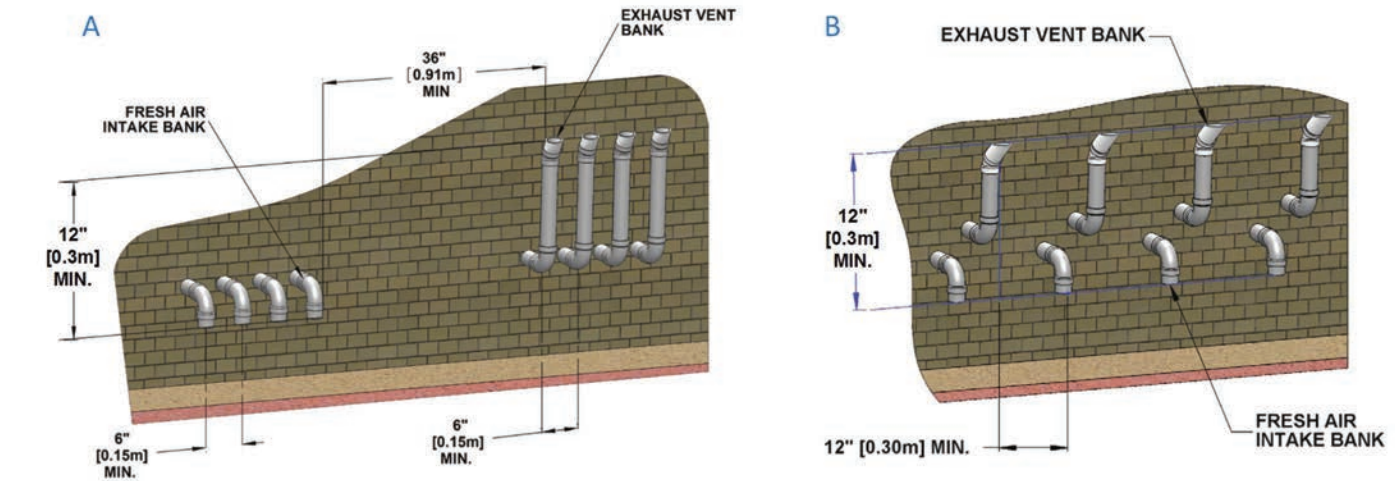 A
EXHAUST VENT
BANK
36"
[0.91m]
MIN
FRESH AIR
INTAKE BANK
12"
[0.3m]
MIN.
6"
[0.15m]
MIN.
6"
[0.15m]
MIN.
B
EXHAUST VENT BANK
12"
[0.3m]
MIN.
12" [0.30m] MIN.
FRESH AIR
INTAKE BANK